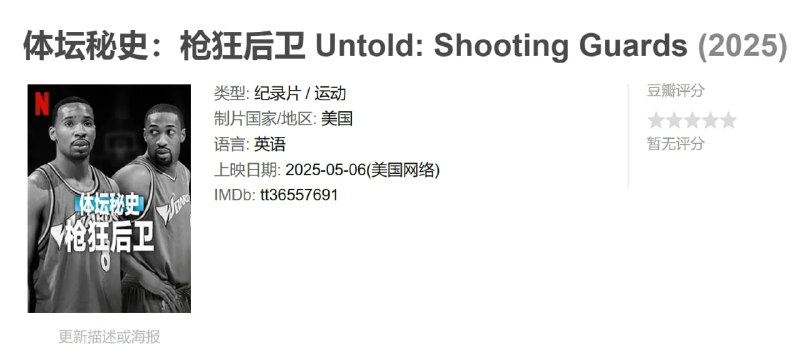 体坛秘史：枪狂后卫 Untold: Shooting Guards (2025)
N
体坛秘史
枪狂后卫
更新描述或海报
类型: 纪录片 / 运动
制片国家/地区: 美国
语言: 英语
上映日期: 2025-05-06(美国网络)
IMDb: tt36557691
豆瓣评分
暂无评分